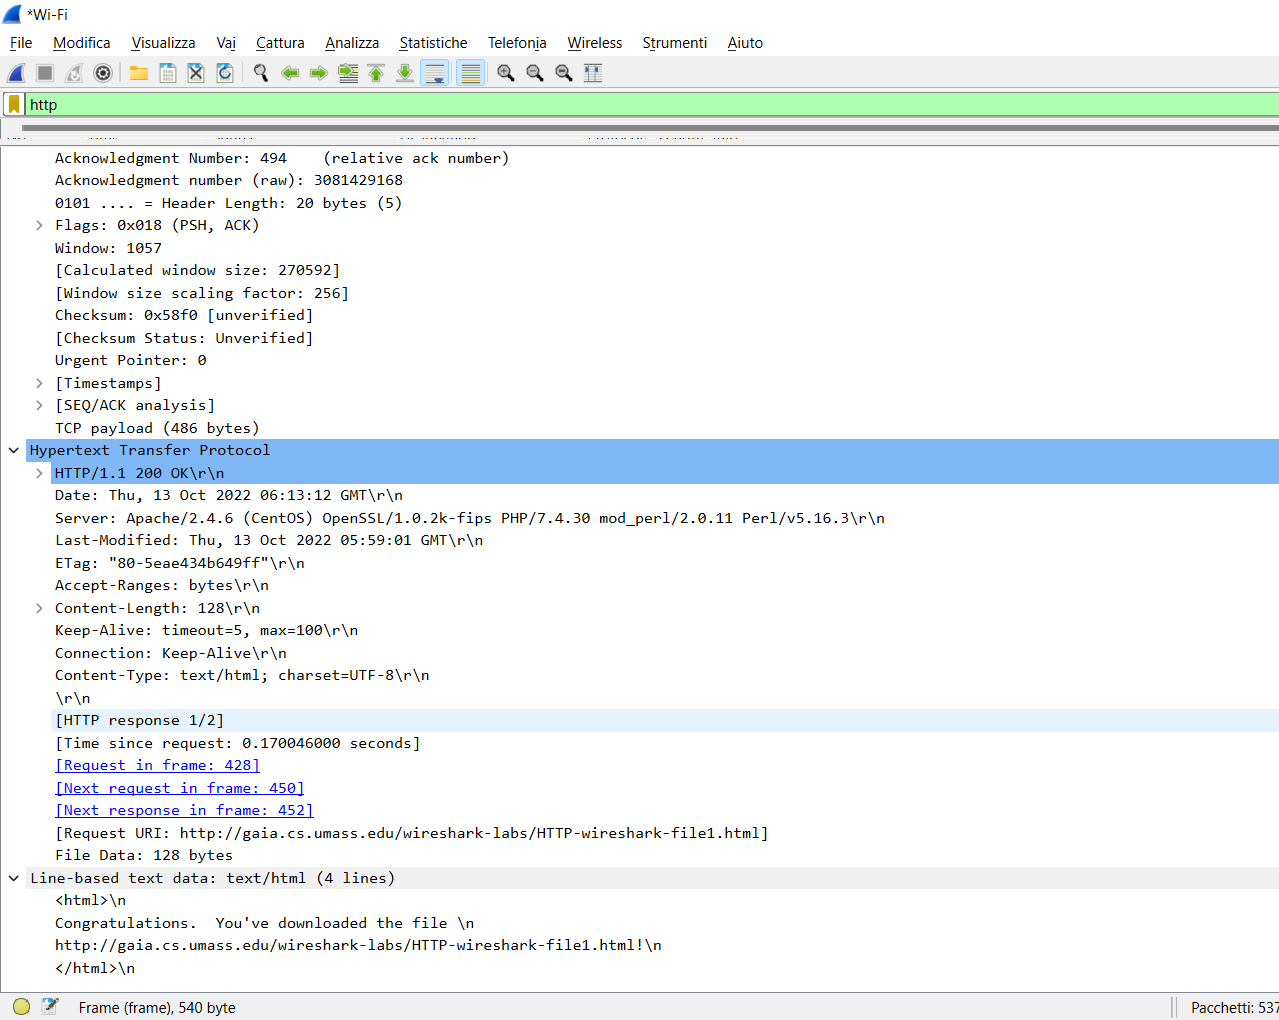 *Wi-Fi
File Modifica Visualizza Vai Cattura Analizza Statistiche Telefonia Wireless Strumenti Aiuto
http
Acknowledgment Number: 494    (relative ack number)
Acknowledgment number (raw): 3081429168
0101 .... = Header Length: 20 bytes (5)
Flags: 0x018 (PSH, ACK)
Window: 1057
[Calculated window size: 270592]
[Window size scaling factor: 256]
Checksum: 0x58f0 [unverified]
[Checksum Status: Unverified]
Urgent Pointer: 0
[Timestamps]
[SEQ/ACK analysis]
TCP payload (486 bytes)
Hypertext Transfer Protocol
HTTP/1.1 200 OK\r\n
Date: Thu, 13 Oct 2022 06:13:12 GMT\r\n
Server: Apache/2.4.6 (CentOS) OpenSSL/1.0.2k-fips PHP/7.4.30 mod_perl/2.0.11 Perl/v5.16.3\r\n
Last-Modified: Thu, 13 Oct 2022 05:59:01 GMT\r\n
ETag: "80-5eae434b649ff"\r\n
Accept-Ranges: bytes\r\n
Content-Length: 128\r\n
Keep-Alive: timeout=5, max=100\r\n
Connection: Keep-Alive\r\n
Content-Type: text/html; charset=UTF-8\r\n
\r\n
[HTTP response 1/2]
[Time since request: 0.170046000 seconds]
[Request in frame: 428]
[Next request in frame: 450]
[Next response in frame: 452]
[Request URI: http://gaia.cs.umass.edu/wireshark-labs/HTTP-wireshark-file1.html]
File Data: 128 bytes
Line-based text data: text/html (4 lines)
<html>\n
Congratulations.  You've downloaded the file \n
http://gaia.cs.umass.edu/wireshark-labs/HTTP-wireshark-file1.html!\n
</html>\n
Frame (frame), 540 byte
Pacchetti: 537